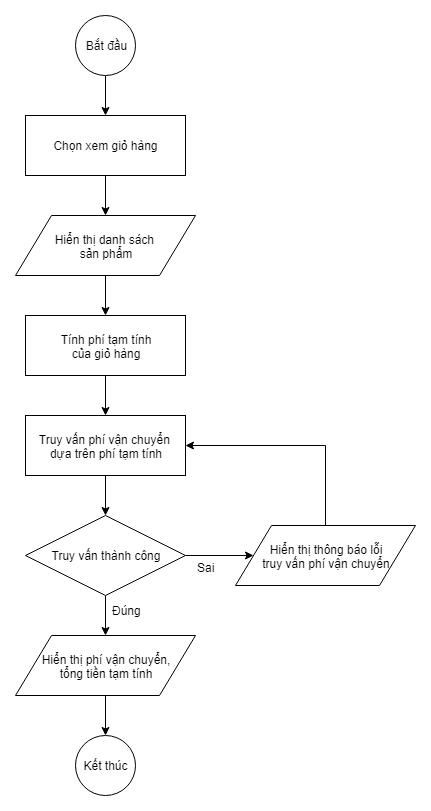 Bắt đầu
Chọn xem giỏ hàng
Hiển thị danh sách
sản phẩm
Tính phí tạm tính
của giỏ hàng
Truy vấn phí vận chuyển
dựa trên phí tạm tính
Truy vấn thành công
Sai
Hiển thị thông báo lỗi
truy vấn phí vận chuyển
Đúng
Hiển thị phí vận chuyển,
tổng tiền tạm tính
Kết thúc